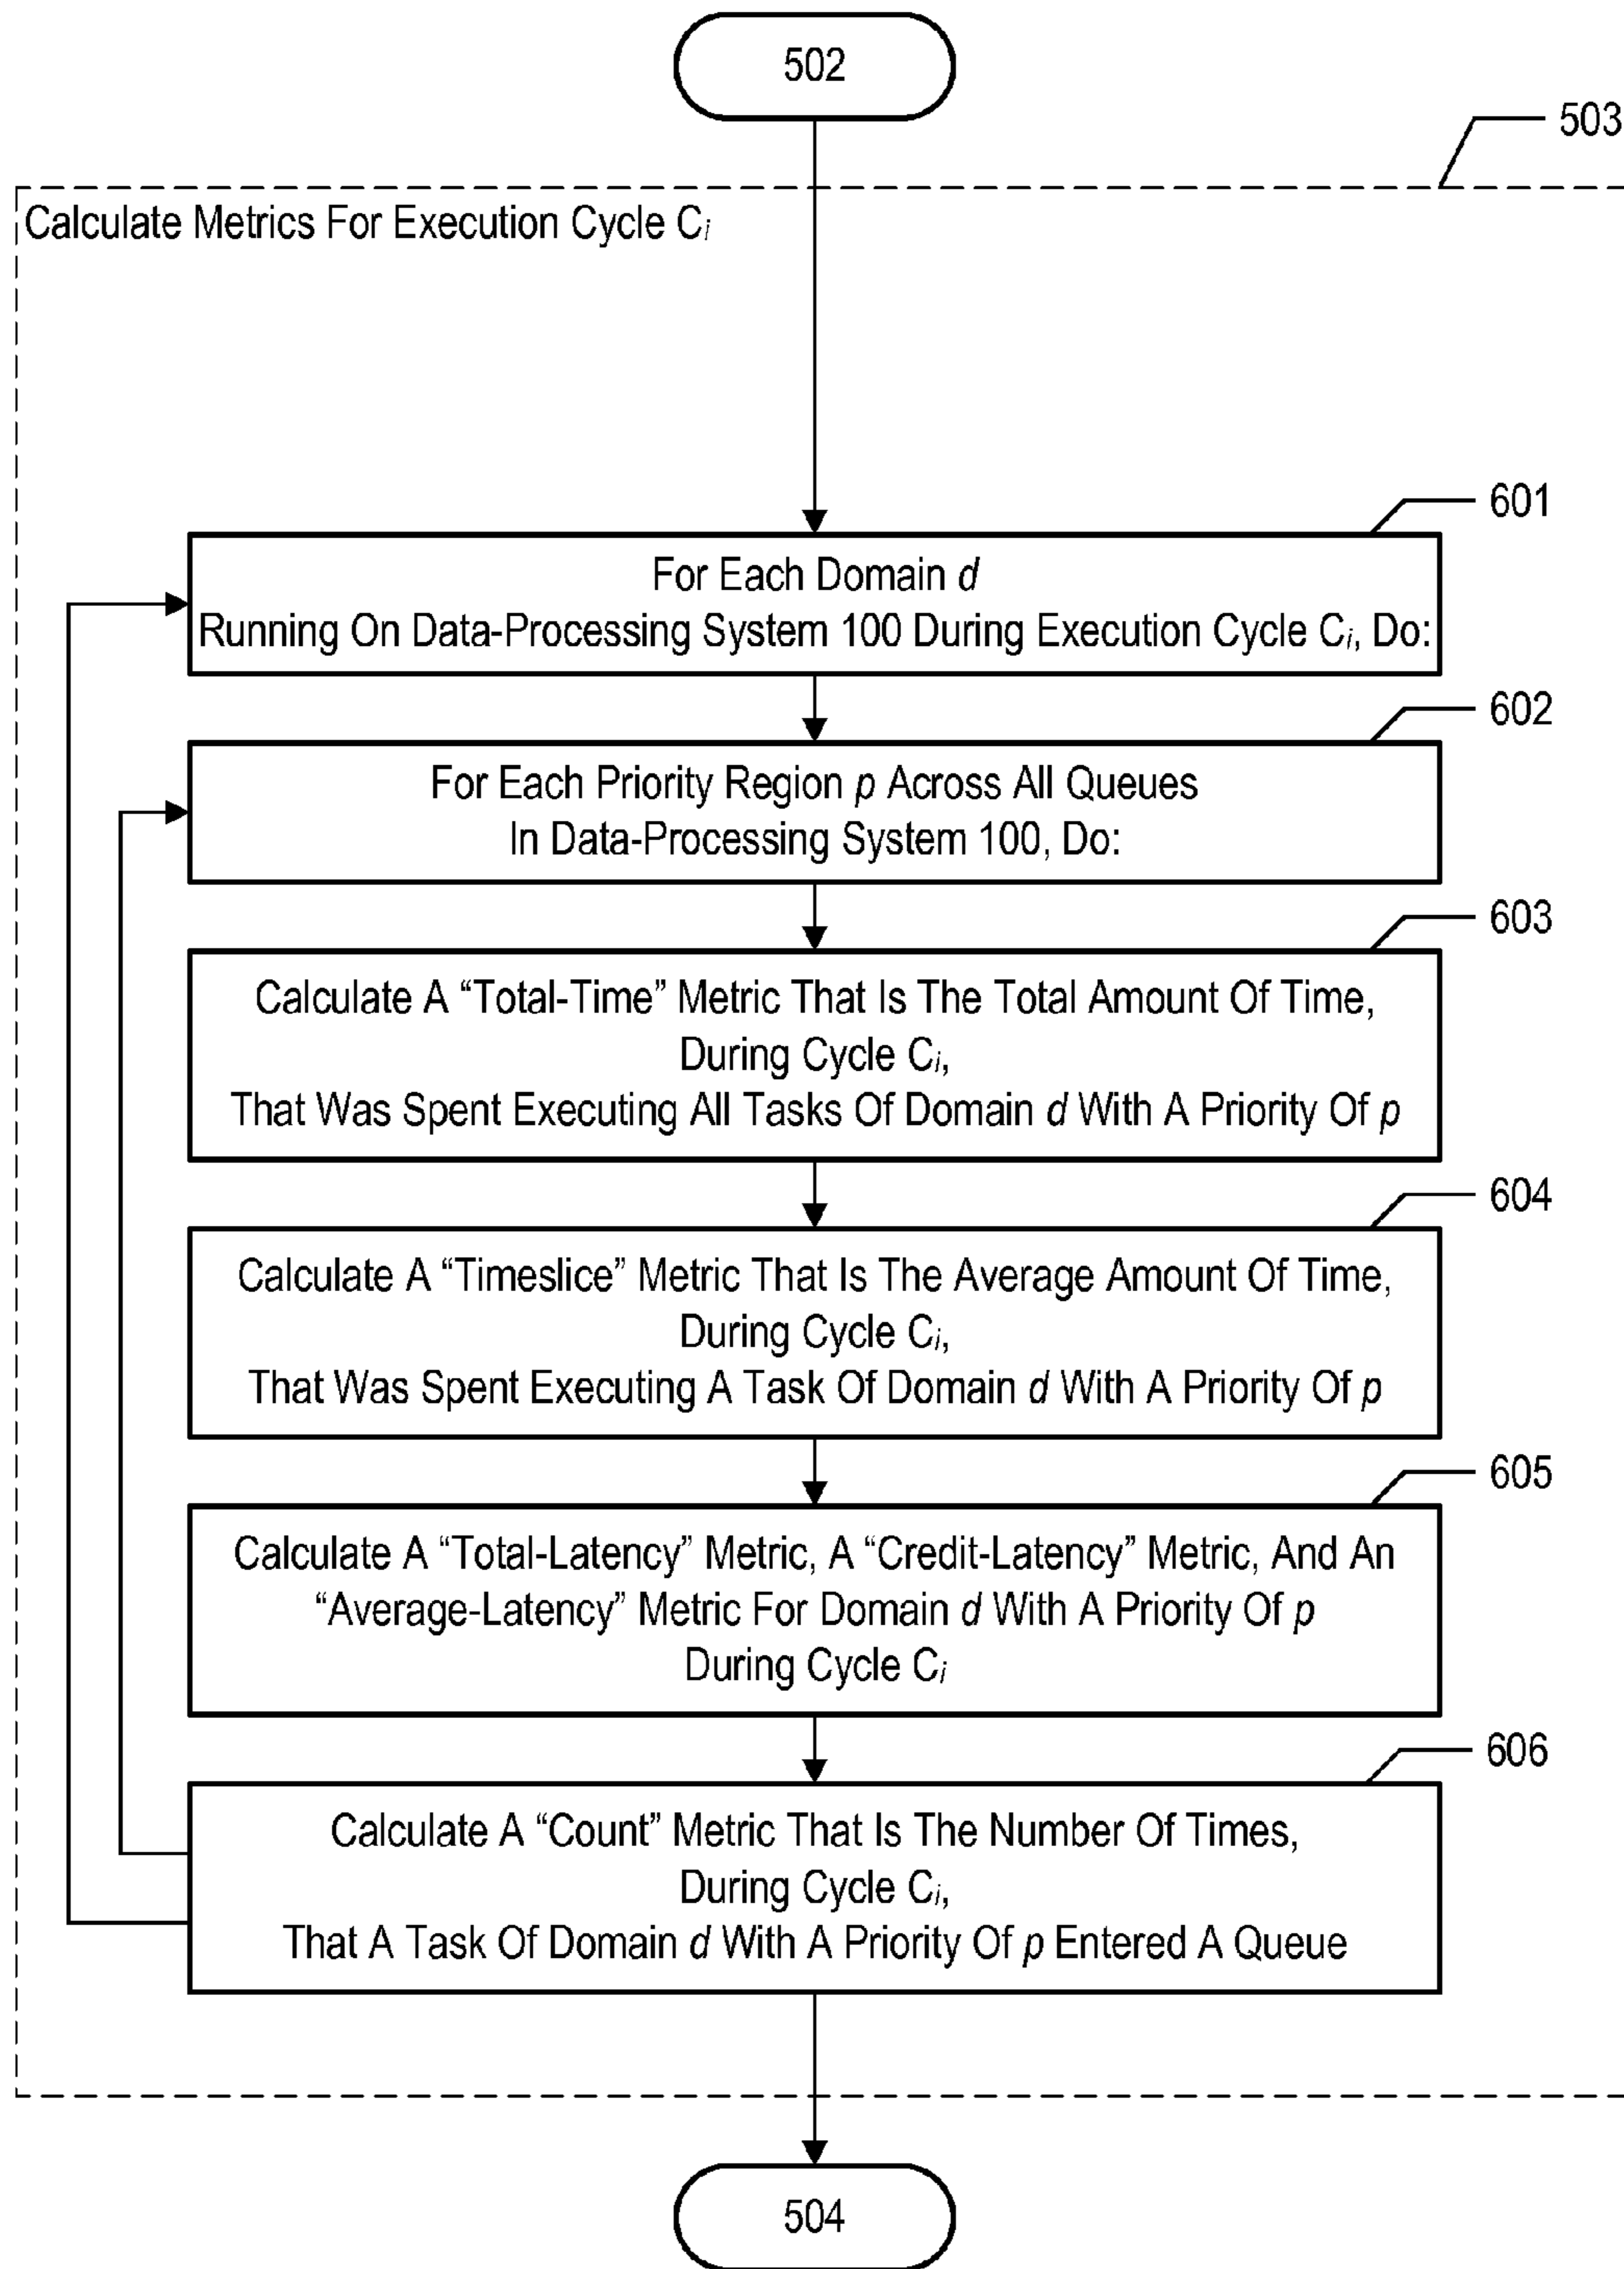 502
503
Calculate Metrics For Execution Cycle Ci
601
For Each Domain d
Running On Data-Processing System 100 During Execution Cycle Ci, Do:
602
For Each Priority Region p Across All Queues
In Data-Processing System 100, Do:
603
Calculate A “Total-Time” Metric That Is The Total Amount Of Time,
During Cycle Ci,
That Was Spent Executing All Tasks Of Domain d With A Priority Of p
604
Calculate A “Timeslice” Metric That Is The Average Amount Of Time,
During Cycle Ci,
That Was Spent Executing A Task Of Domain d With A Priority Of p
605
Calculate A “Total-Latency” Metric, A “Credit-Latency” Metric, And An
“Average-Latency” Metric For Domain d With A Priority Of p
During Cycle Ci
606
Calculate A “Count” Metric That Is The Number Of Times,
During Cycle Ci,
That A Task Of Domain d With A Priority Of p Entered A Queue
504